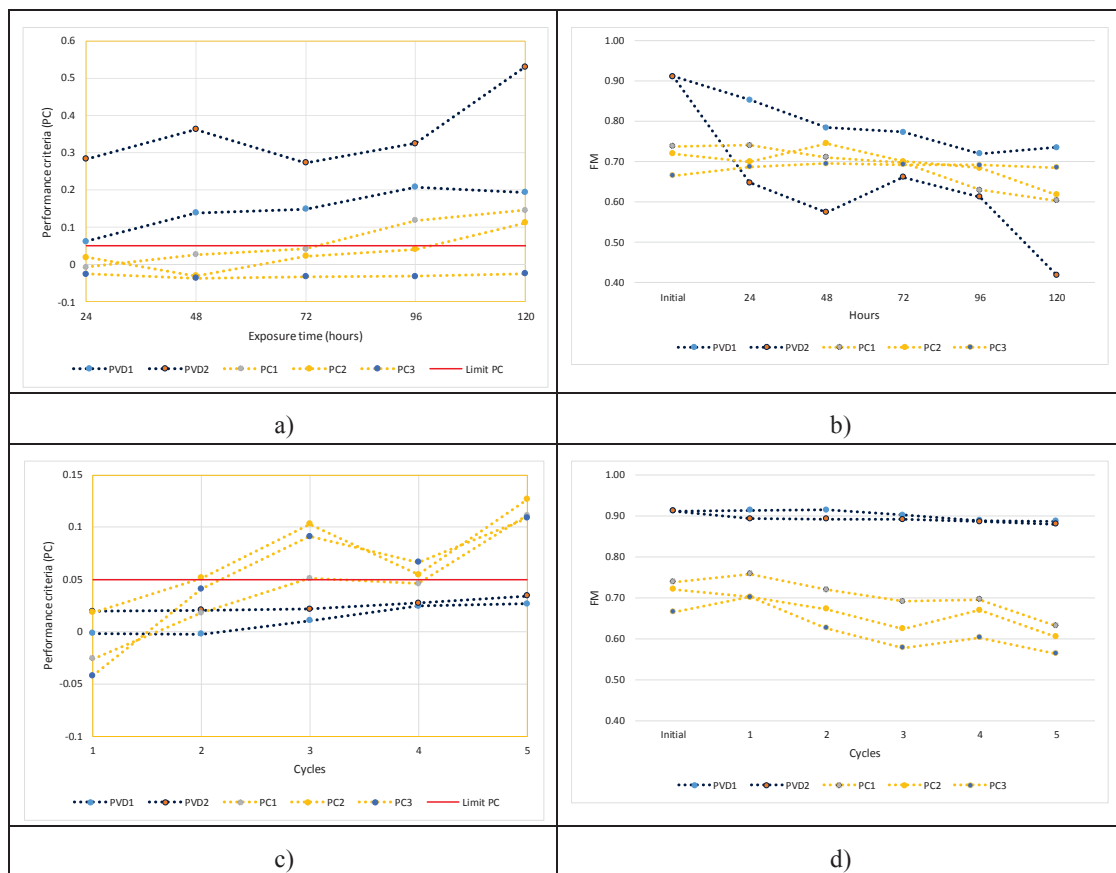 0.6
0.5
0.4
0.3
0.2
0.1
0
-0.1
Performance criteria (PC)
24 48 72 96 120
Exposure time (hours)
PVD1 PVD2 PC1 PC2 PC3 Limit PC
a)
1.00
0.90
0.80
0.70
0.60
0.50
0.40
FM
Initial 24 48 72 96 120
Hours
PVD1 PVD2 PC1 PC2 PC3
b)
0.15
0.1
0.05
0
-0.05
-0.1
Performance criteria (PC)
1 2 3 4 5
Cycles
PVD1 PVD2 PC1 PC2 PC3 Limit PC
c)
1.00
0.90
0.80
0.70
0.60
0.50
0.40
FM
Initial 1 2 3 4 5
Cycles
PVD1 PVD2 PC1 PC2 PC3
d)